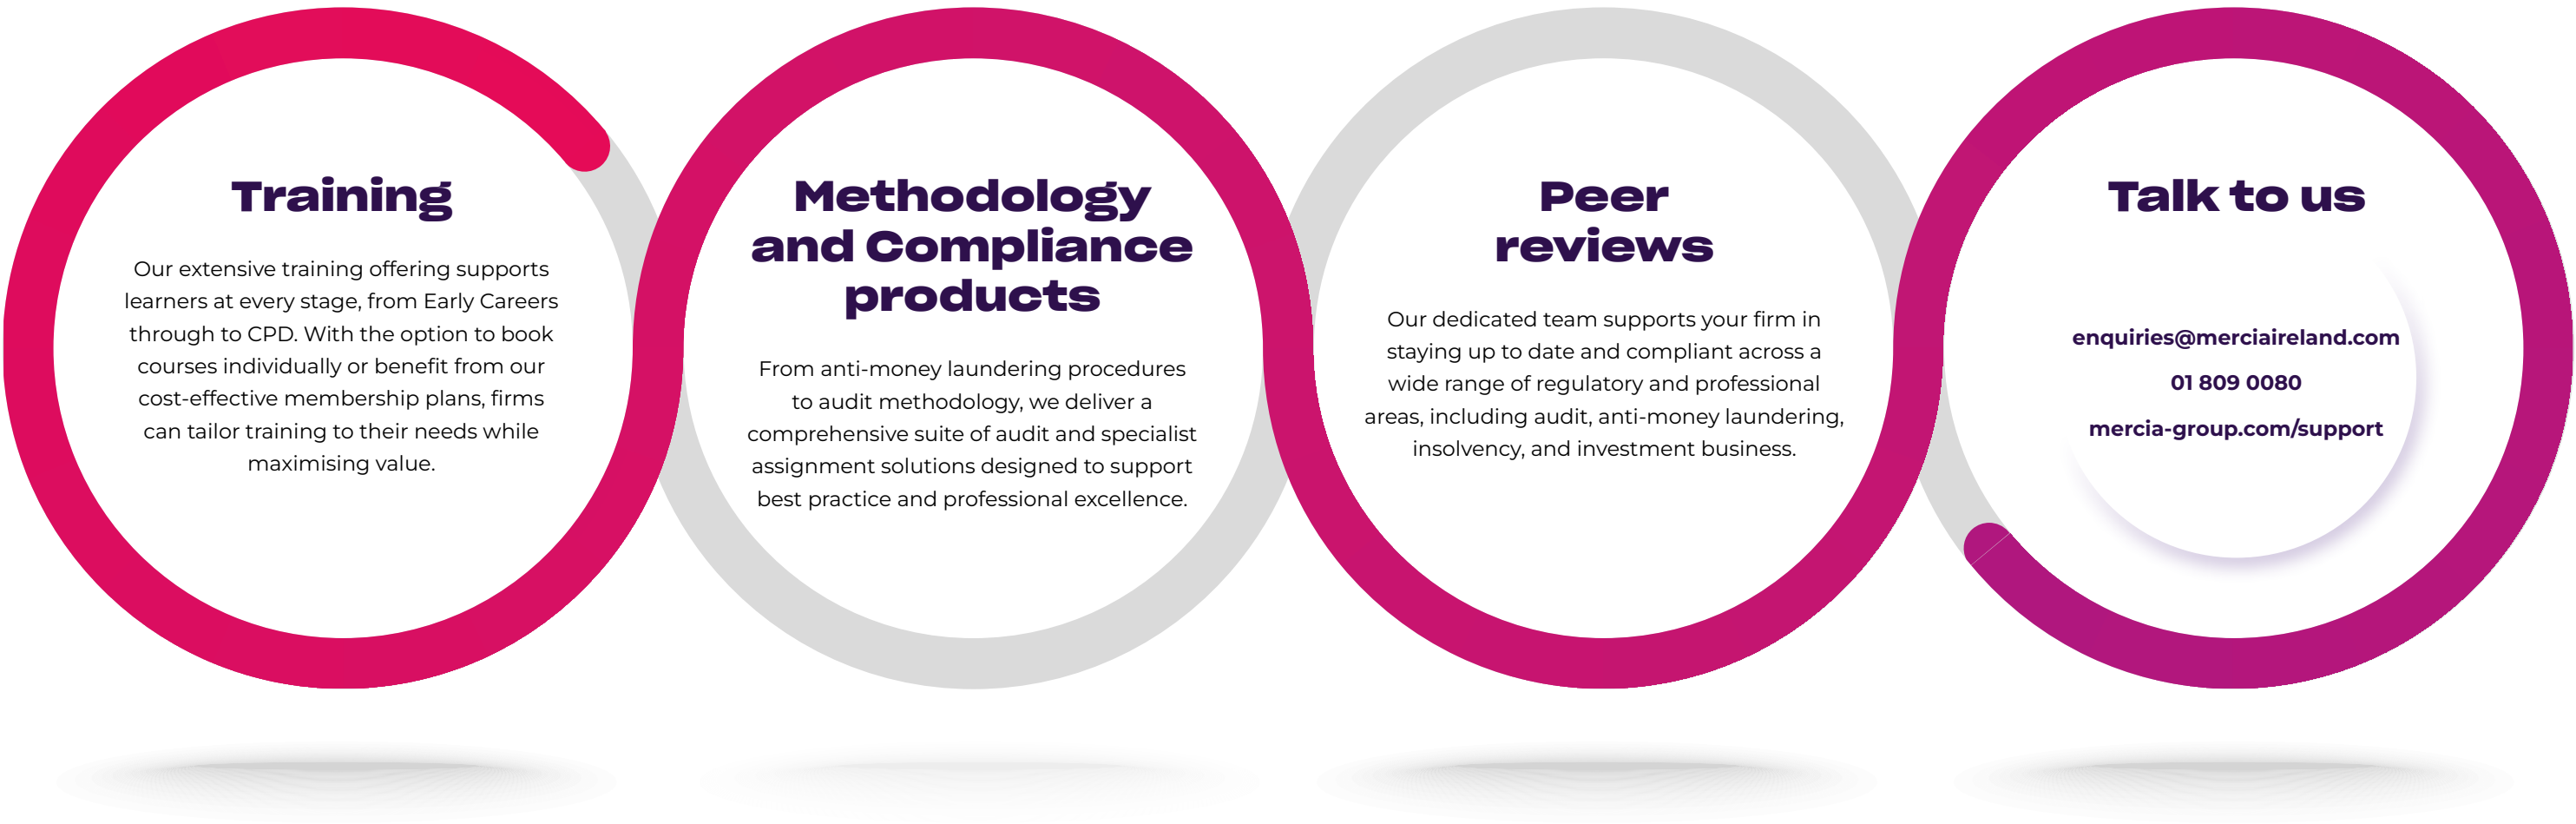 Training
Our extensive training offering supports
learners at every stage, from Early Careers
through to CPD. With the option to book
courses individually or benefit from our
cost-effective membership plans, firms
can tailor training to their needs while
maximising value.
Methodology
and Compliance
products
From anti-money laundering procedures
to audit methodology, we deliver a
comprehensive suite of audit and specialist
assignment solutions designed to support
best practice and professional excellence.
Peer
reviews
Our dedicated team supports your firm in
staying up to date and compliant across a
wide range of regulatory and professional
areas, including audit, anti-money laundering,
insolvency, and investment business.
Talk to us
enquiries@merciaireland.com
01 809 0080
mercia-group.com/support